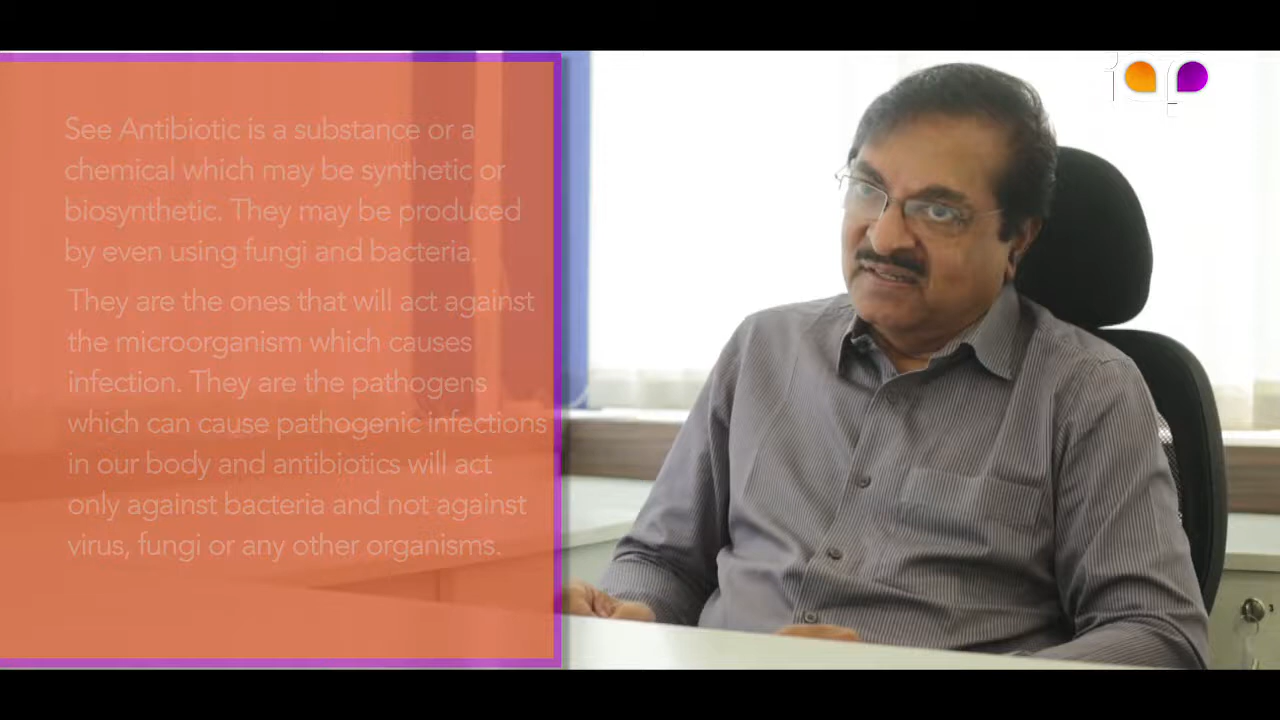 See Antibiotic is a substance or a
chemical which may be synthetic or
biosynthetic. They may be produced
by even using fungi and bacteria.
They are the ones that will act against
the microorganism which causes
infection. They are the pathogens
which can cause pathogenic infections
in our body and antibiotics will act
only against bacteria and not against
virus, fungi or any other organisms.